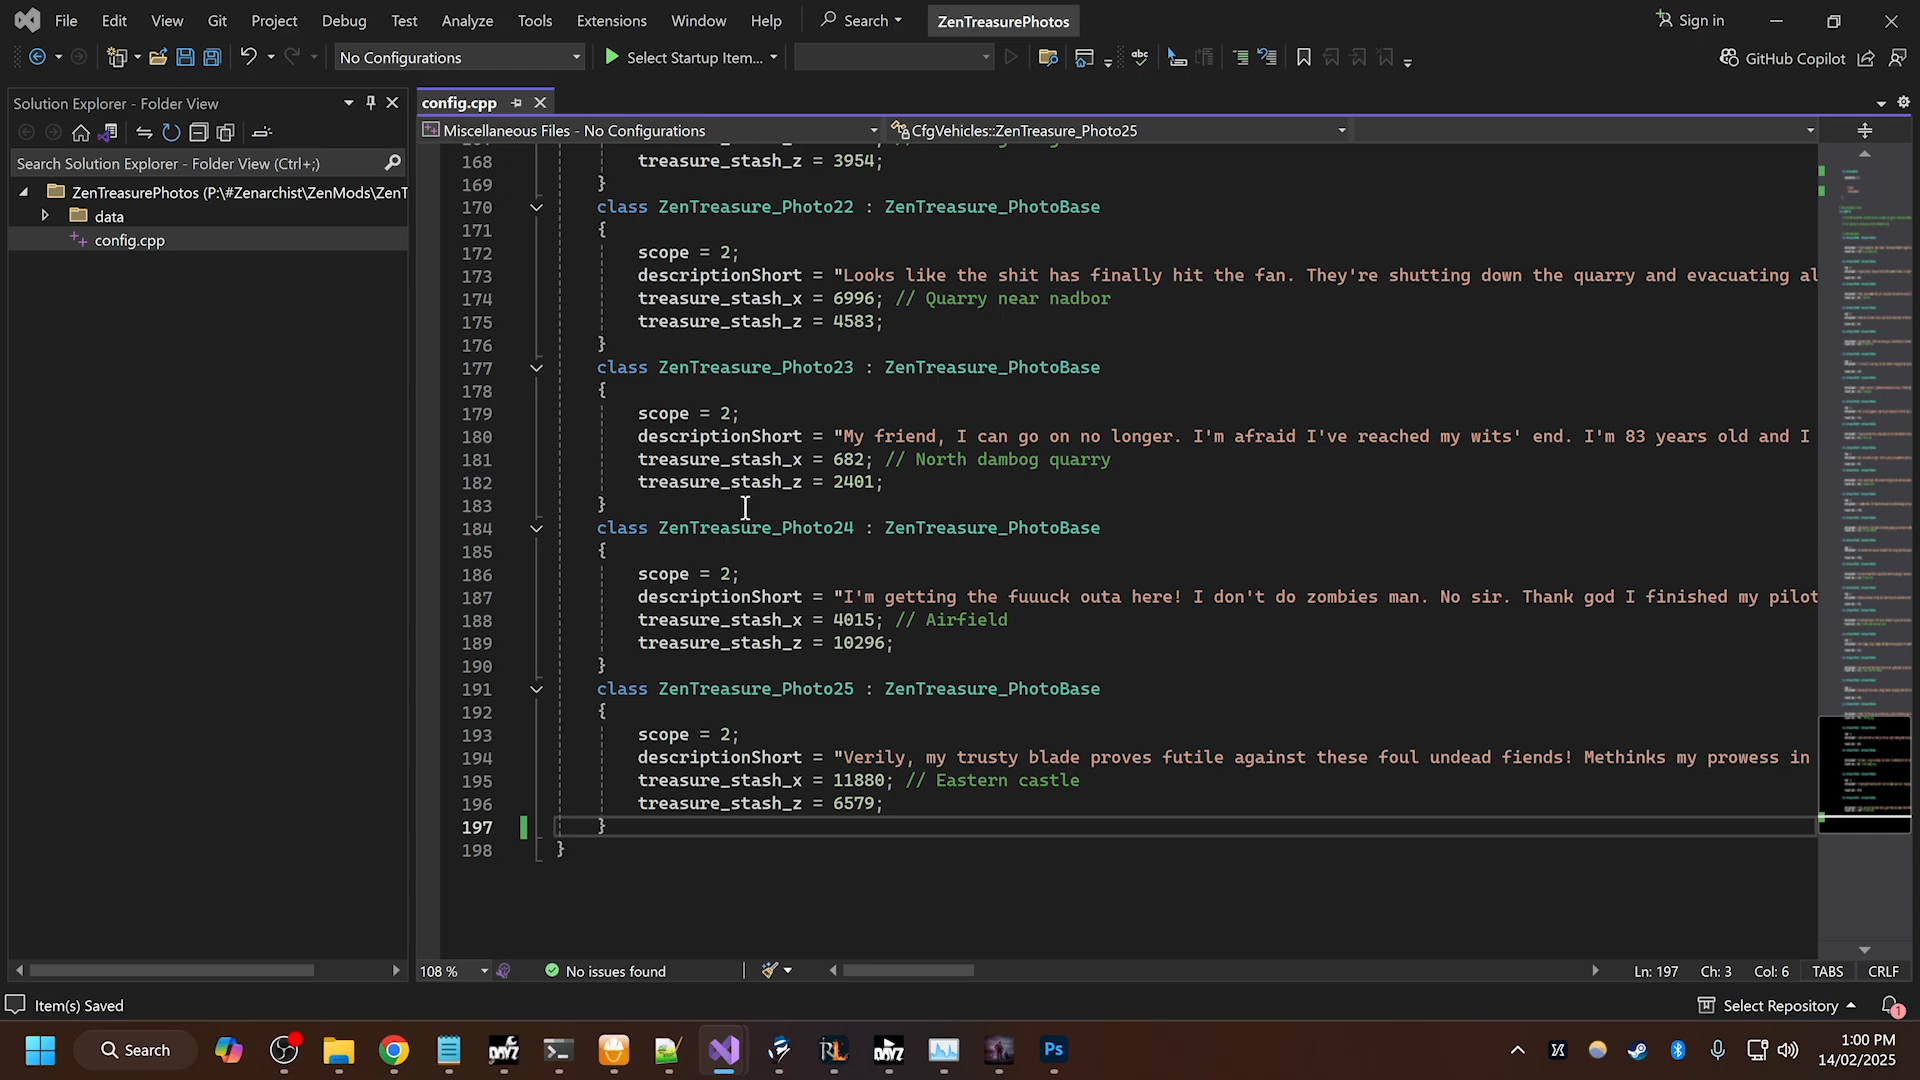 File Edit View Git Project Debug Test Analyze Tools Extensions Window Help Search ZenTreasurePhotos Sign in
No Configurations Select Startup Item... abc GitHub Copilot
Solution Explorer - Folder View
config.cpp
Miscellaneous Files - No Configurations CfgVehicles::ZenTreasure_Photo25
Search Solution Explorer - Folder View (Ctrl+;)
ZenTreasurePhotos (P:\#Zenarchist\ZenMods\ZenT
data
config.cpp
168 treasure_stash_z = 3954;
169 }
170 class ZenTreasure_Photo22 : ZenTreasure_PhotoBase
171 {
172 scope = 2;
173 descriptionShort = "Looks like the shit has finally hit the fan. They're shutting down the quarry and evacuating al
174 treasure_stash_x = 6996; // Quarry near nadbor
175 treasure_stash_z = 4583;
176 }
177 class ZenTreasure_Photo23 : ZenTreasure_PhotoBase
178 {
179 scope = 2;
180 descriptionShort = "My friend, I can go on no longer. I'm afraid I've reached my wits' end. I'm 83 years old and I
181 treasure_stash_x = 682; // North dambog quarry
182 treasure_stash_z = 2401;
183 }
184 class ZenTreasure_Photo24 : ZenTreasure_PhotoBase
185 {
186 scope = 2;
187 descriptionShort = "I'm getting the fuuuck outa here! I don't do zombies man. No sir. Thank god I finished my pilot
188 treasure_stash_x = 4015; // Airfield
189 treasure_stash_z = 10296;
190 }
191 class ZenTreasure_Photo25 : ZenTreasure_PhotoBase
192 {
193 scope = 2;
194 descriptionShort = "Verily, my trusty blade proves futile against these foul undead fiends! Methinks my prowess in
195 treasure_stash_x = 11880; // Eastern castle
196 treasure_stash_z = 6579;
197 }
198 }
108 % No issues found Ln: 197 Ch: 3 Col: 6 TABS CRLF
Item(s) Saved Select Repository 1
Search DAYZ RL DAYZ Ps 1:00 PM
14/02/2025